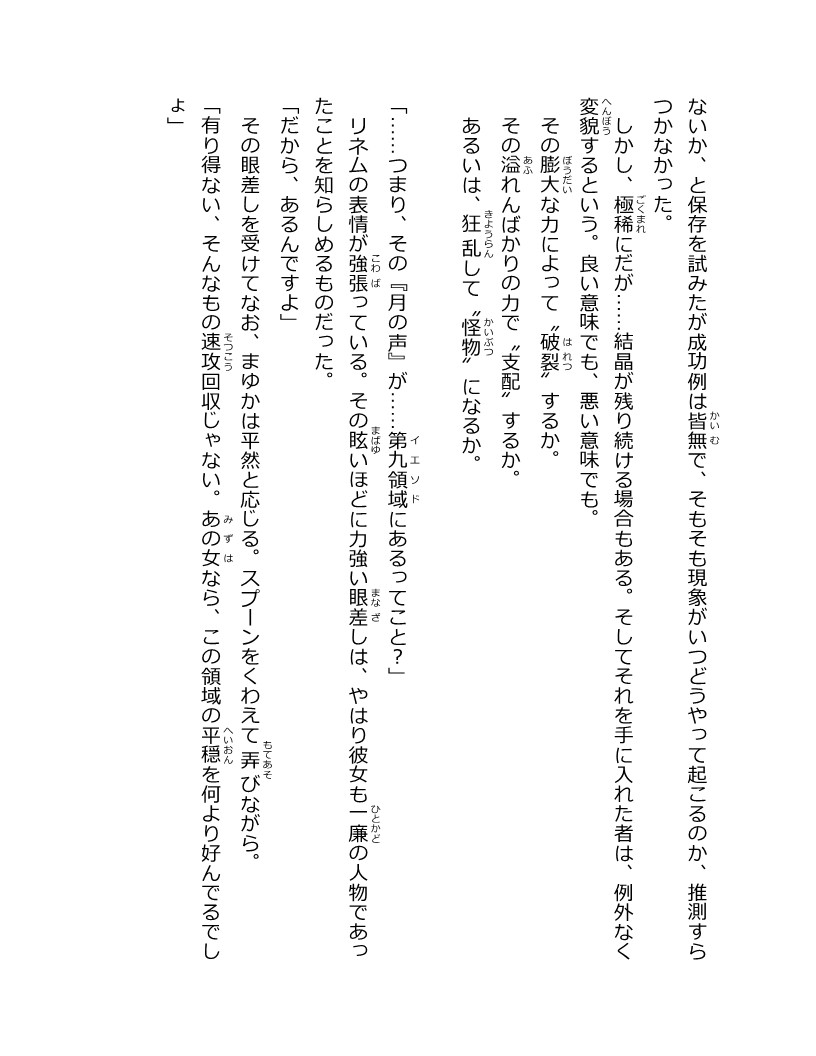 ないか、と保存を試みたが成功例は皆無で、そもそも現象がいつどうやって起こるのか、推測すら
つかなかった。
しかし、極稀にだが……結晶が残り続ける場合もある。そしてそれを手に入れた者は、例外なく
変貌するという。良い意味でも、悪い意味でも。
その膨大な力によって〝破裂〟するか。
その溢れんばかりの力で〝支配〟するか。
あるいは、狂乱して〝怪物〟になるか。
「……つまり、その『月の声』が……第九領域にあるってこと？」
リネムの表情が強張っている。その眩いほどに力強い眼差しは、やはり彼女も一廉の人物であっ
たことを知らしめるものだった。
「だから、あるんですよ」
その眼差しを受けてなお、まゆかは平然と応じる。スプーンをくわえて弄びながら。
「有り得ない、そんなもの速攻回収じゃない。あの女なら、この領域の平穏を何より好んでるでし
ょ」